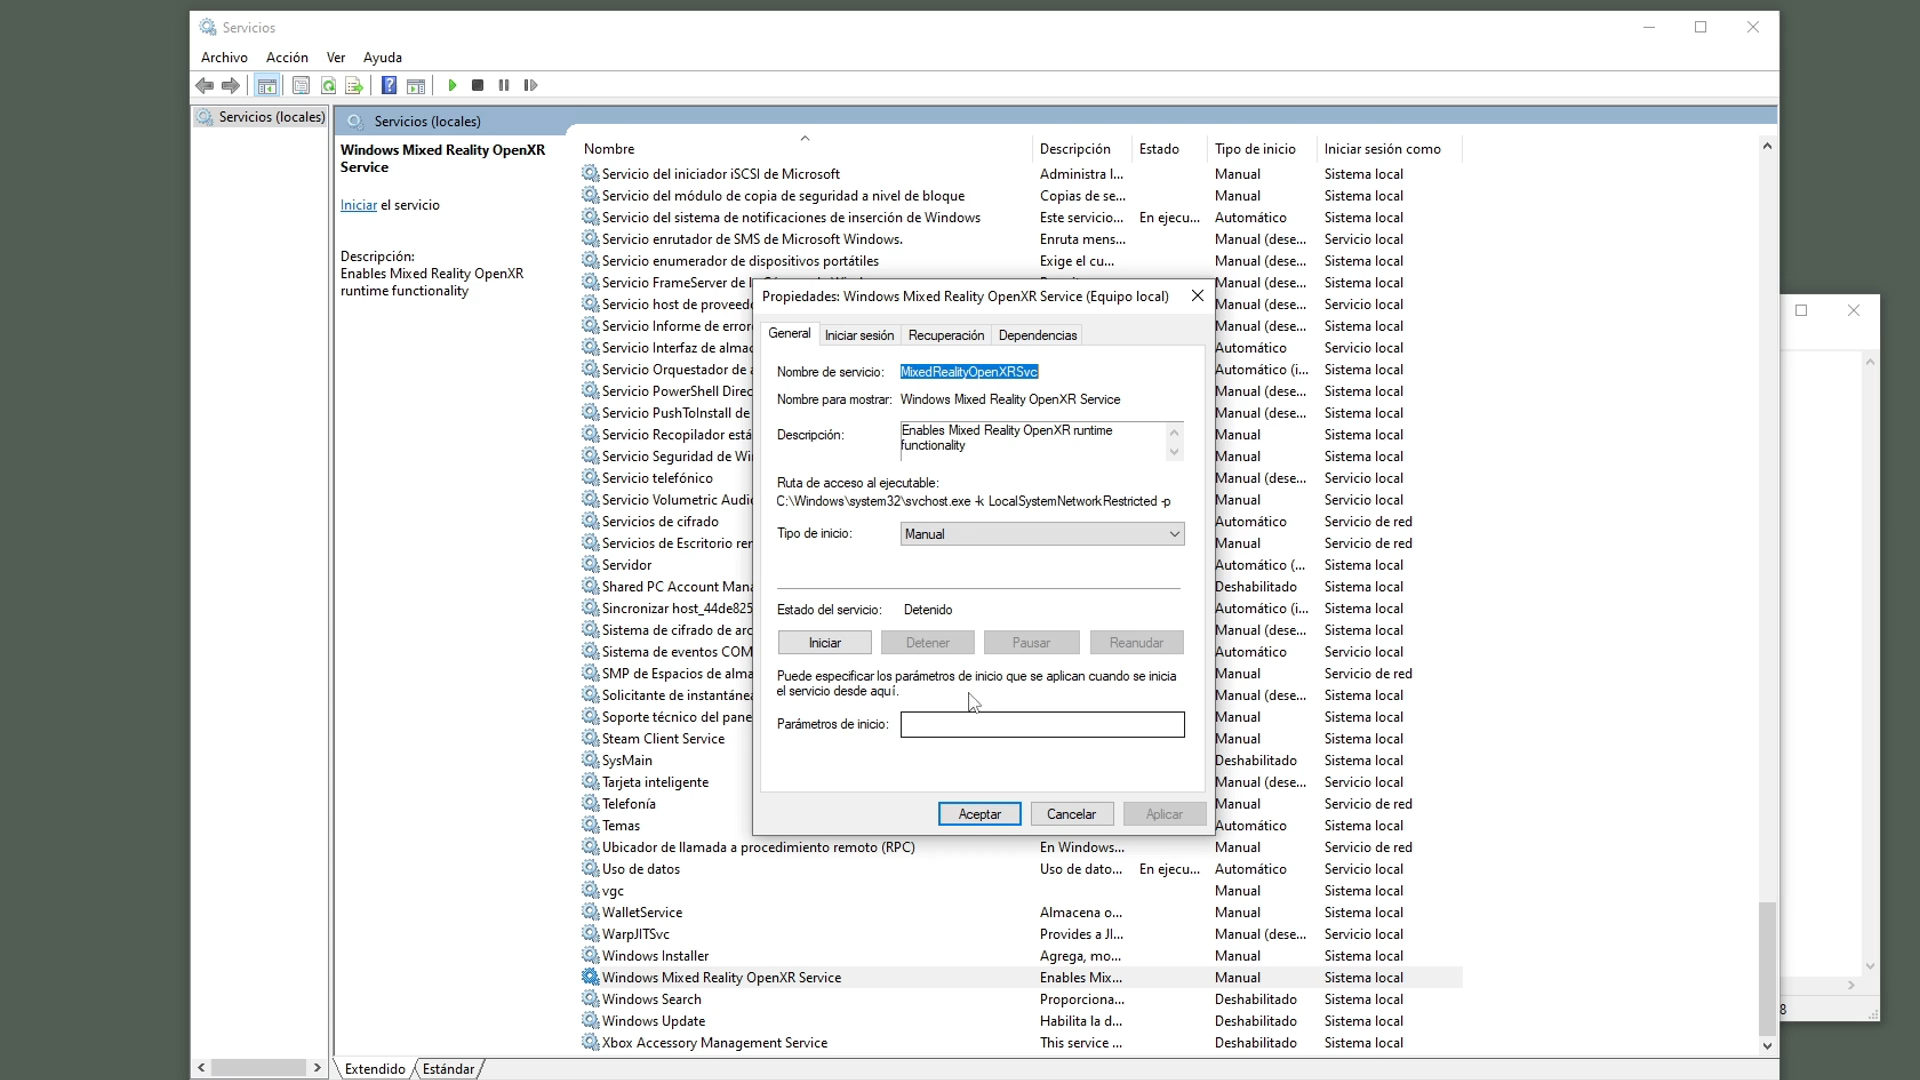 Servicios
Archivo Acción Ver Ayuda
Servicios (locales)
Servicios (locales)
Windows Mixed Reality OpenXR
Service
Iniciar el servicio
Descripción:
Enables Mixed Reality OpenXR
runtime functionality
Nombre Descripción Estado Tipo de inicio Iniciar sesión como
Servicio del iniciador iSCSI de Microsoft Administra l... Manual Sistema local
Servicio del módulo de copia de seguridad a nivel de bloque Copias de se... Manual Sistema local
Servicio del sistema de notificaciones de inserción de Windows Este servicio... En ejecu... Automático Sistema local
Servicio enrutador de SMS de Microsoft Windows. Enruta mens... Manual (dese... Servicio local
Servicio enumerador de dispositivos portátiles Exige el cu... Manual (dese... Sistema local
Servicio FrameServer de l Manual (dese... Sistema local
Servicio host de proveed Manual (dese... Sistema local
Servicio Informe de error Manual (dese... Sistema local
Servicio Interfaz de almac Automático Servicio local
Servicio Orquestador de a Automático (i... Sistema local
Servicio PowerShell Direc Manual (dese... Sistema local
Servicio PushToInstall de Manual (dese... Sistema local
Servicio Recopilador está Manual Sistema local
Servicio Seguridad de Wi Manual Sistema local
Servicio telefónico Manual (dese... Servicio local
Servicio Volumetric Audi Manual Servicio local
Servicios de cifrado Automático Servicio de red
Servicios de Escritorio rer Manual Servicio de red
Servidor Automático (... Sistema local
Shared PC Account Mana Deshabilitado Sistema local
Sincronizar host_44de825 Automático (i... Sistema local
Sistema de cifrado de arc Manual (dese... Sistema local
Sistema de eventos COM Automático Servicio local
SMP de Espacios de alma Manual Servicio de red
Solicitante de instantánea Manual (dese... Sistema local
Soporte técnico del pane Manual Sistema local
Steam Client Service Manual Sistema local
SysMain Deshabilitado Sistema local
Tarjeta inteligente Manual (dese... Servicio local
Telefonía Manual Servicio de red
Temas Automático Sistema local
Ubicador de llamada a procedimiento remoto (RPC) En Windows... Manual Servicio de red
Uso de datos Uso de dato... En ejecu... Automático Servicio local
vgc Manual Sistema local
WalletService Almacena o... Manual Sistema local
WarpJITSvc Provides a JI... Manual (dese... Servicio local
Windows Installer Agrega, mo... Manual Sistema local
Windows Mixed Reality OpenXR Service Enables Mix... Manual Sistema local
Windows Search Proporciona... Deshabilitado Sistema local
Windows Update Habilita la d... Deshabilitado Sistema local
Xbox Accessory Management Service This service ... Deshabilitado Sistema local
Extendido Estándar
Propiedades: Windows Mixed Reality OpenXR Service (Equipo local)
General Iniciar sesión Recuperación Dependencias
Nombre de servicio: MixedRealityOpenXRSvc
Nombre para mostrar: Windows Mixed Reality OpenXR Service
Descripción: Enables Mixed Reality OpenXR runtime
functionality
Ruta de acceso al ejecutable:
C:\Windows\system32\svchost.exe -k LocalSystemNetworkRestricted -p
Tipo de inicio: Manual
Estado del servicio: Detenido
Iniciar Detener Pausar Reanudar
Puede especificar los parámetros de inicio que se aplican cuando se inicia
el servicio desde aquí.
Parámetros de inicio:
Aceptar Cancelar Aplicar
8